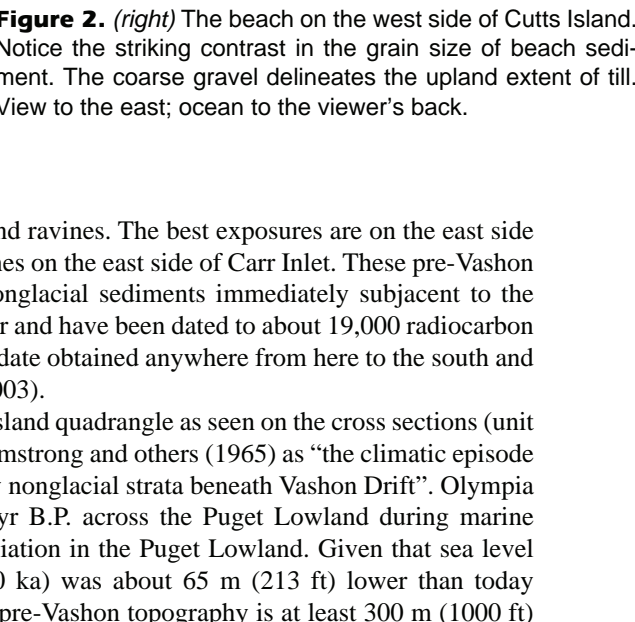 Figure 2. (right) The beach on the west side of Cutts Island.
Notice the striking contrast in the grain size of beach sedi-
ment. The coarse gravel delineates the upland extent of till.
View to the east; ocean to the viewer's back.
nd ravines. The best exposures are on the east side
nes on the east side of Carr Inlet. These pre-Vashon
onglacial sediments immediately subjacent to the
r and have been dated to about 19,000 radiocarbon
date obtained anywhere from here to the south and
003).
sland quadrangle as seen on the cross sections (unit
mstrong and others (1965) as “the climatic episode
y nonglacial strata beneath Vashon Drift”. Olympia
yr B.P. across the Puget Lowland during marine
iation in the Puget Lowland. Given that sea level
0 ka) was about 65 m (213 ft) lower than today
pre-Vashon topography is at least 300 m (1000 ft)